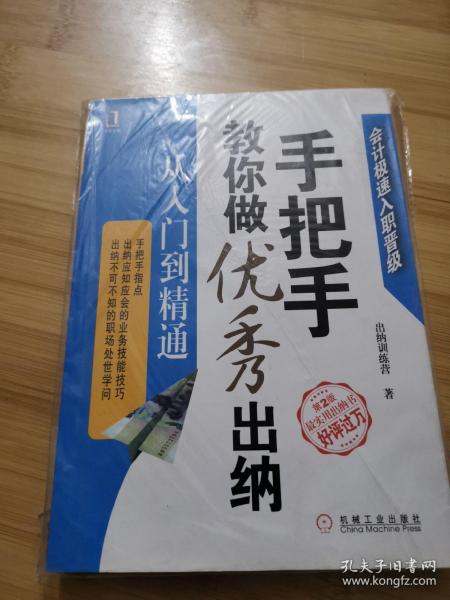 会计极速入职晋级
手把手
教你做优秀出纳
从入门到精通
出纳训练营 著
手把手指点
出纳应知应会的业务技能技巧
出纳不可不知的职场处世学问
第2版
最实用出纳书
好评过万
机械工业出版社
China Machine Press
孔夫子旧书网
www.kongfz.com